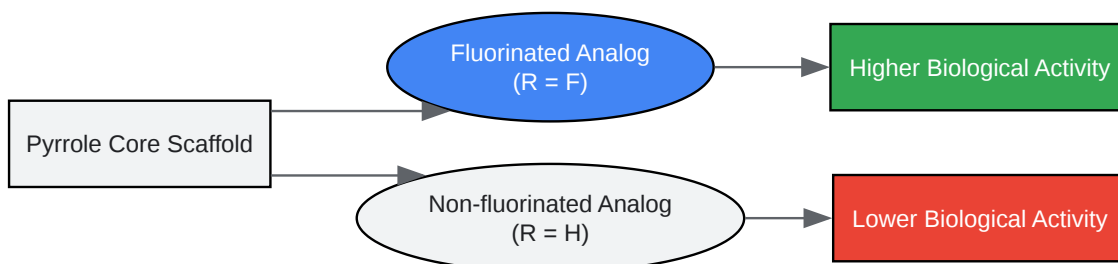 Fluorinated Analog
(R = F)
Higher Biological Activity
Pyrrole Core Scaffold
Non-fluorinated Analog
(R = H)
Lower Biological Activity